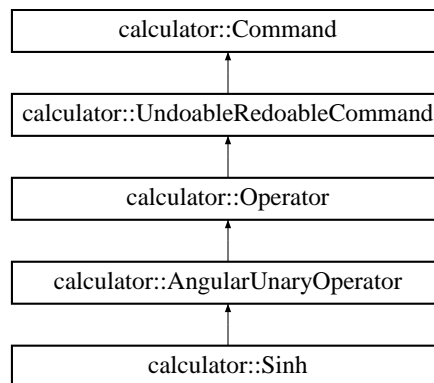 calculator::Command
calculator::UndoableRedoableCommand
calculator::Operator
calculator::AngularUnaryOperator
calculator::Sinh